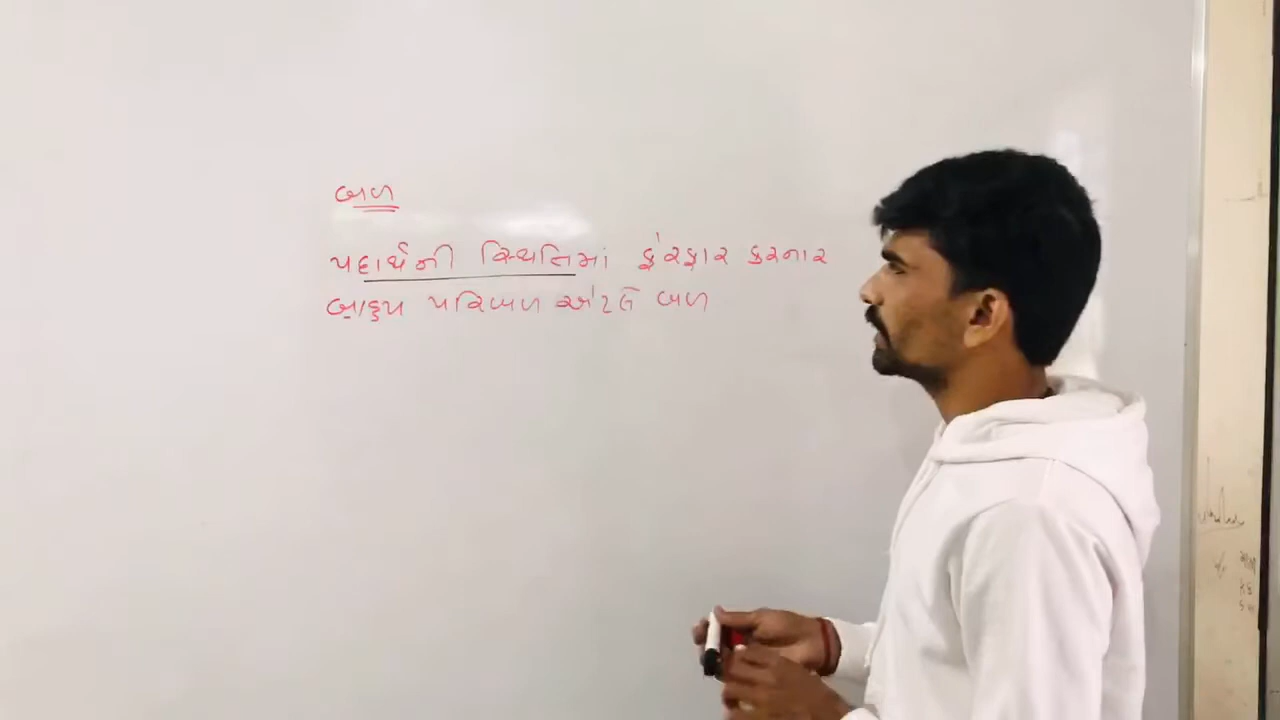 બળ
પદાર્થની સ્થિતિમાં ફેરફાર કરનાર
બાહ્ય પરિબળ એટલે બળ